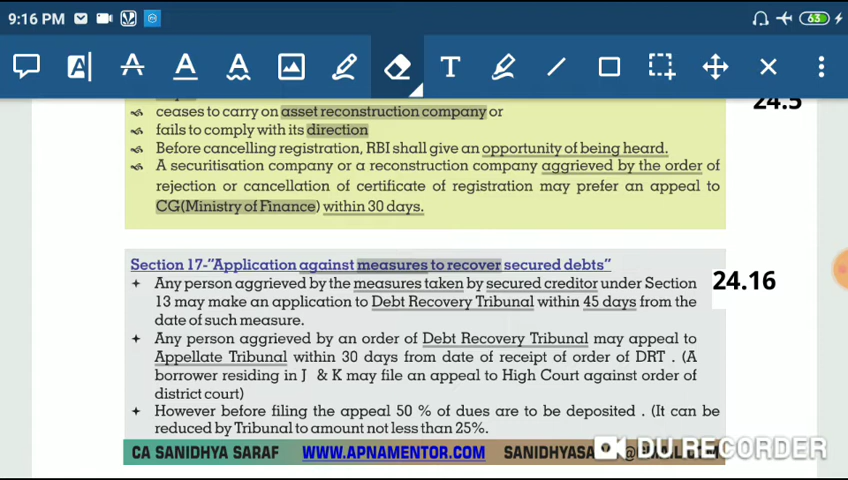 9:16 PM
63
A A A A T
24.5
ceases to carry on asset reconstruction company or
fails to comply with its direction
Before cancelling registration, RBI shall give an opportunity of being heard.
A securitisation company or a reconstruction company aggrieved by the order of
rejection or cancellation of certificate of registration may prefer an appeal to
CG(Ministry of Finance) within 30 days.
Section 17-"Application against measures to recover secured debts"
Any person aggrieved by the measures taken by secured creditor under Section
24.16
13 may make an application to Debt Recovery Tribunal within 45 days from the
date of such measure.
Any person aggrieved by an order of Debt Recovery Tribunal may appeal to
Appellate Tribunal within 30 days from date of receipt of order of DRT . (A
borrower residing in J & K may file an appeal to High Court against order of
district court)
However before filing the appeal 50 % of dues are to be deposited . (It can be
reduced by Tribunal to amount not less than 25%.
CA SANIDHYA SARAF WWW.APNAMENTOR.COM
DU RECORDER